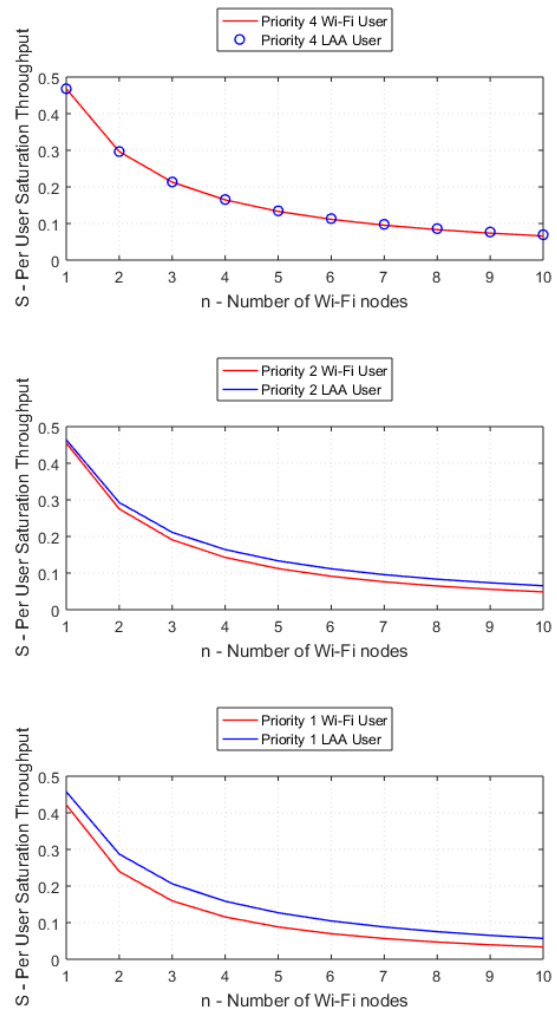 Priority 4 Wi-Fi User
Priority 4 LAA User
S - Per User Saturation Throughput
0.5
0.4
0.3
0.2
0.1
0
1 2 3 4 5 6 7 8 9 10
n - Number of Wi-Fi nodes
Priority 2 Wi-Fi User
Priority 2 LAA User
S - Per User Saturation Throughput
0.5
0.4
0.3
0.2
0.1
0
1 2 3 4 5 6 7 8 9 10
n - Number of Wi-Fi nodes
Priority 1 Wi-Fi User
Priority 1 LAA User
S - Per User Saturation Throughput
0.5
0.4
0.3
0.2
0.1
0
1 2 3 4 5 6 7 8 9 10
n - Number of Wi-Fi nodes